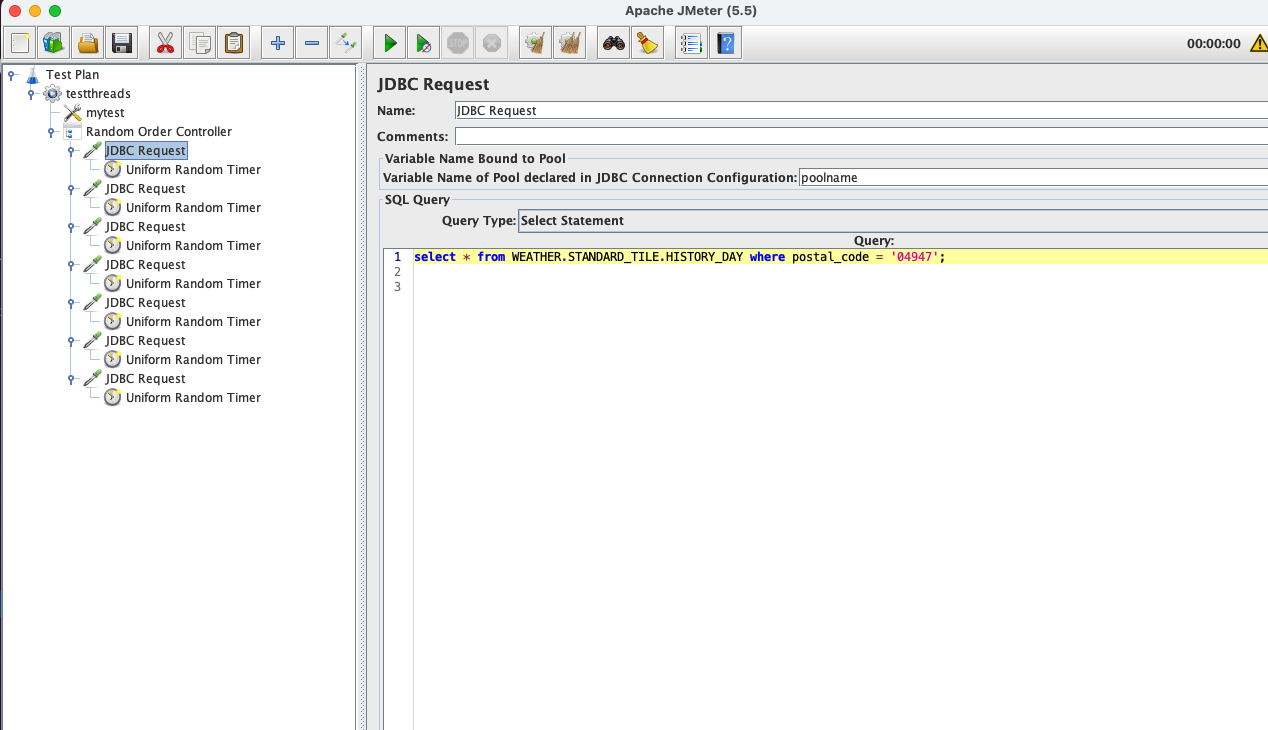 Apache JMeter (5.5)
STOP
00:00:00
Test Plan
testthreads
mytest
Random Order Controller
JDBC Request
Uniform Random Timer
JDBC Request
Uniform Random Timer
JDBC Request
Uniform Random Timer
JDBC Request
Uniform Random Timer
JDBC Request
Uniform Random Timer
JDBC Request
Uniform Random Timer
JDBC Request
Uniform Random Timer
JDBC Request
Name: JDBC Request
Comments:
Variable Name Bound to Pool
Variable Name of Pool declared in JDBC Connection Configuration: poolname
SQL Query
Query Type: Select Statement
Query:
1 select * from WEATHER.STANDARD_TILE.HISTORY_DAY where postal_code = '04947';
2
3